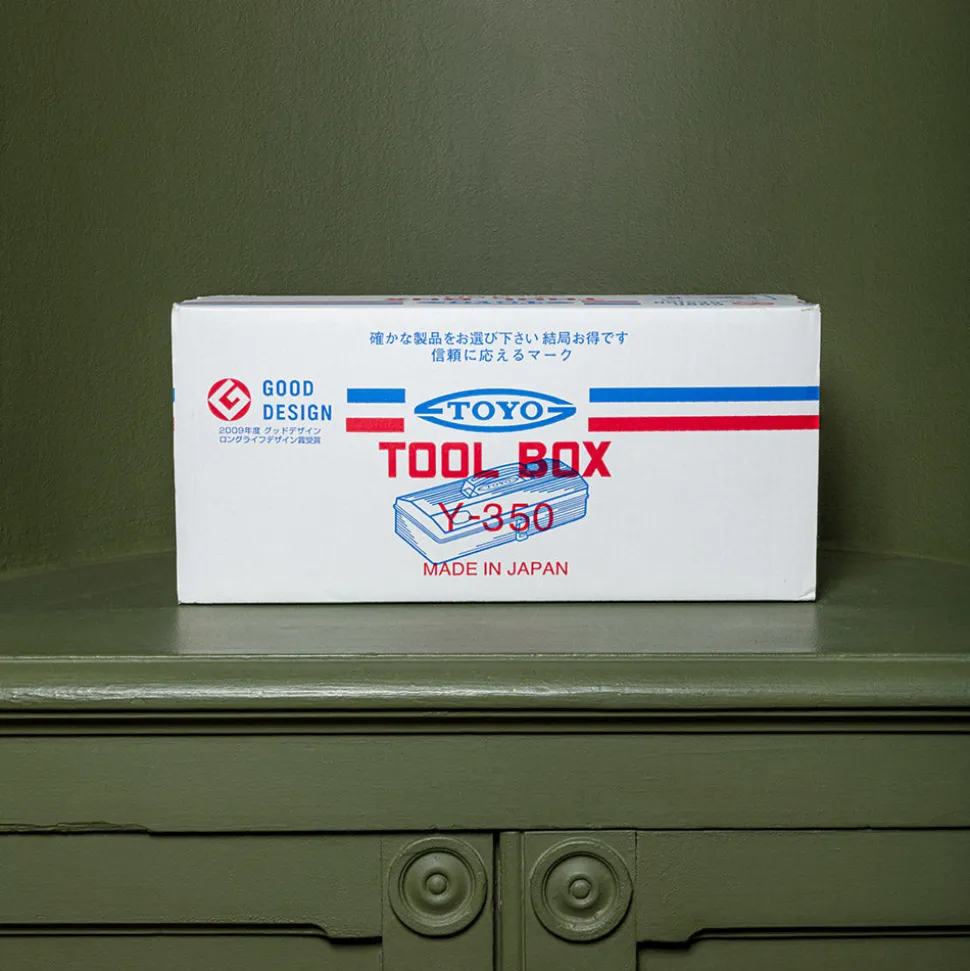 確かな製品をお選び下さい 結局お得です
信頼に応えるマーク
GOOD
DESIGN
2009年度 グッドデザイン
ロングライフデザイン賞受賞
TOYO
TOOL BOX
Y-350
MADE IN JAPAN